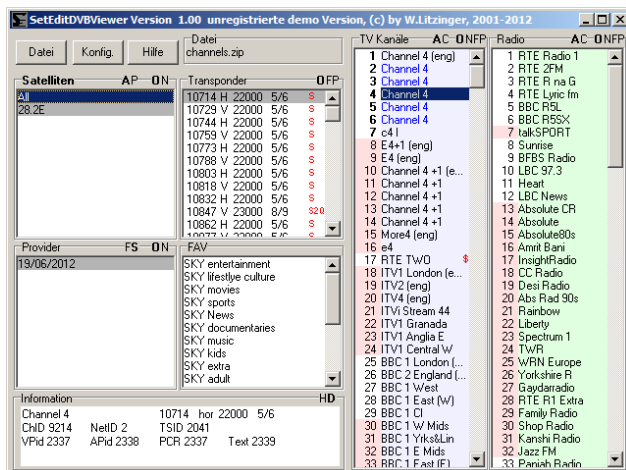 SetEditDVBViewer Version 1.00 unregistrierte demo Version, (c) by W.Litzinger, 2001-2012
Datei Konfig. Hilfe
Datei
channels.zip
Satelliten AP ON
All
28.2E
Transponder OFP
10714 H 22000 5/6 S
10729 V 22000 5/6 S
10744 H 22000 5/6 S
10759 V 22000 5/6 S
10773 H 22000 5/6 S
10788 V 22000 5/6 S
10803 H 22000 5/6 S
10818 V 22000 5/6 S
10832 H 22000 5/6 S
10847 V 23000 8/9 S2Q
10862 H 22000 5/6 S
10877 V 22000 5/6 S
Provider FS ON
19/06/2012
FAV
SKY entertainment
SKY lifestlye culture
SKY movies
SKY sports
SKY News
SKY documentaries
SKY music
SKY kids
SKY extra
SKY adult
Information HD
Channel 4 10714 hor 22000 5/6
ChID 9214 NetID 2 TSID 2041
VPid 2337 APid 2338 PCR 2337 Text 2339
TV Kanäle AC ONFP
1 Channel 4 (eng)
2 Channel 4
3 Channel 4
4 Channel 4
5 Channel 4
6 Channel 4
7 c4 I
8 E4+1 (eng)
9 E4 (eng)
10 Channel 4 +1 (e...
11 Channel 4 +1
12 Channel 4 +1
13 Channel 4 +1
14 Channel 4 +1
15 More4 (eng)
16 e4
17 RTE TWO $
18 ITV1 London (e...
19 ITV2 (eng)
20 ITV4 (eng)
21 ITVi Stream 44
22 ITV1 Granada
23 ITV1 Anglia E
24 ITV1 Central W
25 BBC 1 London (...
26 BBC 2 England (...
27 BBC 1 West
28 BBC 1 East (W)
29 BBC 1 CI
30 BBC 1 W Mids
31 BBC 1 Yrks&Lin
32 BBC 1 E Mids
33 BBC 1 East (E)
Radio AC ONFP
1 RTE Radio 1
2 RTE 2FM
3 RTE R na G
4 RTE Lyric fm
5 BBC R5L
6 BBC R5SX
7 talkSPORT
8 Sunrise
9 BFBS Radio
10 LBC 97.3
11 Heart
12 LBC News
13 Absolute CR
14 Absolute
15 Absolute80s
16 Amrit Bani
17 InsightRadio
18 CC Radio
19 Desi Radio
20 Abs Rad 90s
21 Rainbow
22 Liberty
23 Spectrum 1
24 TWR
25 WRN Europe
26 Yorkshire R
27 Gaydarradio
28 RTE R1 Extra
29 Family Radio
30 Shop Radio
31 Kanshi Radio
32 Jazz FM
33 Panjab Radio